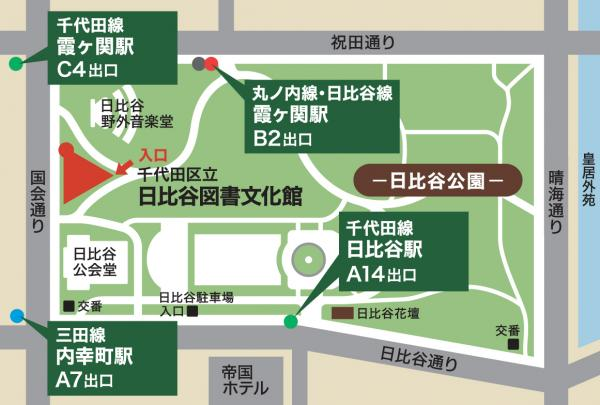 千代田線
霞ヶ関駅
C4出口
祝田通り
丸ノ内線・日比谷線
霞ヶ関駅
B2出口
日比谷
野外音楽堂
入口
千代田区立
日比谷図書文化館
ー日比谷公園ー
国会通り
晴海通り
皇居外苑
千代田線
日比谷駅
A14出口
日比谷
公会堂
交番
日比谷駐車場
入口
日比谷花壇
交番
三田線
内幸町駅
A7出口
日比谷通り
帝国
ホテル